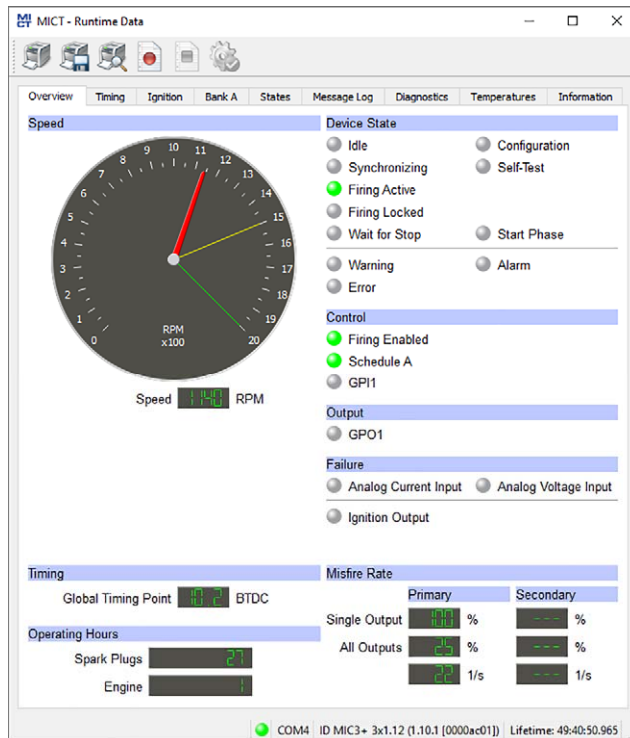 MICT - Runtime Data
Overview Timing Ignition Bank A States Message Log Diagnostics Temperatures Information
Speed
0 1 2 3 4 5 6 7 8 9 10 11 12 13 14 15 16 17 18 19 20
RPM
x100
Speed 1140 RPM
Device State
Idle Configuration
Synchronizing Self-Test
Firing Active
Firing Locked
Wait for Stop Start Phase
Warning Alarm
Error
Control
Firing Enabled
Schedule A
GPI1
Output
GPO1
Failure
Analog Current Input Analog Voltage Input
Ignition Output
Timing
Global Timing Point 10.2 BTDC
Operating Hours
Spark Plugs 27
Engine 1
Misfire Rate
Primary Secondary
Single Output 100 % --- %
All Outputs 25 % --- %
22 1/s --- 1/s
COM4 ID MIC3+ 3x1.12 (1.10.1 [0000ac01]) Lifetime: 49:40:50.965